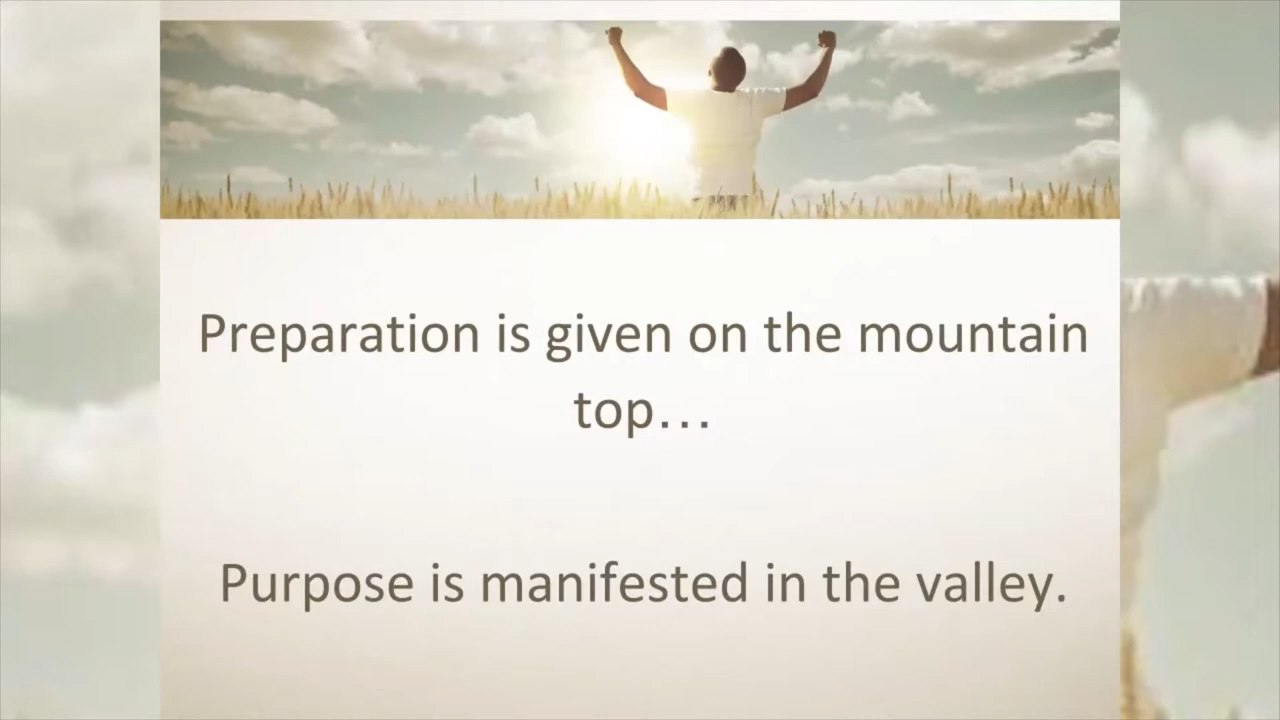 Preparation is given on the mountain
top…
Purpose is manifested in the valley.